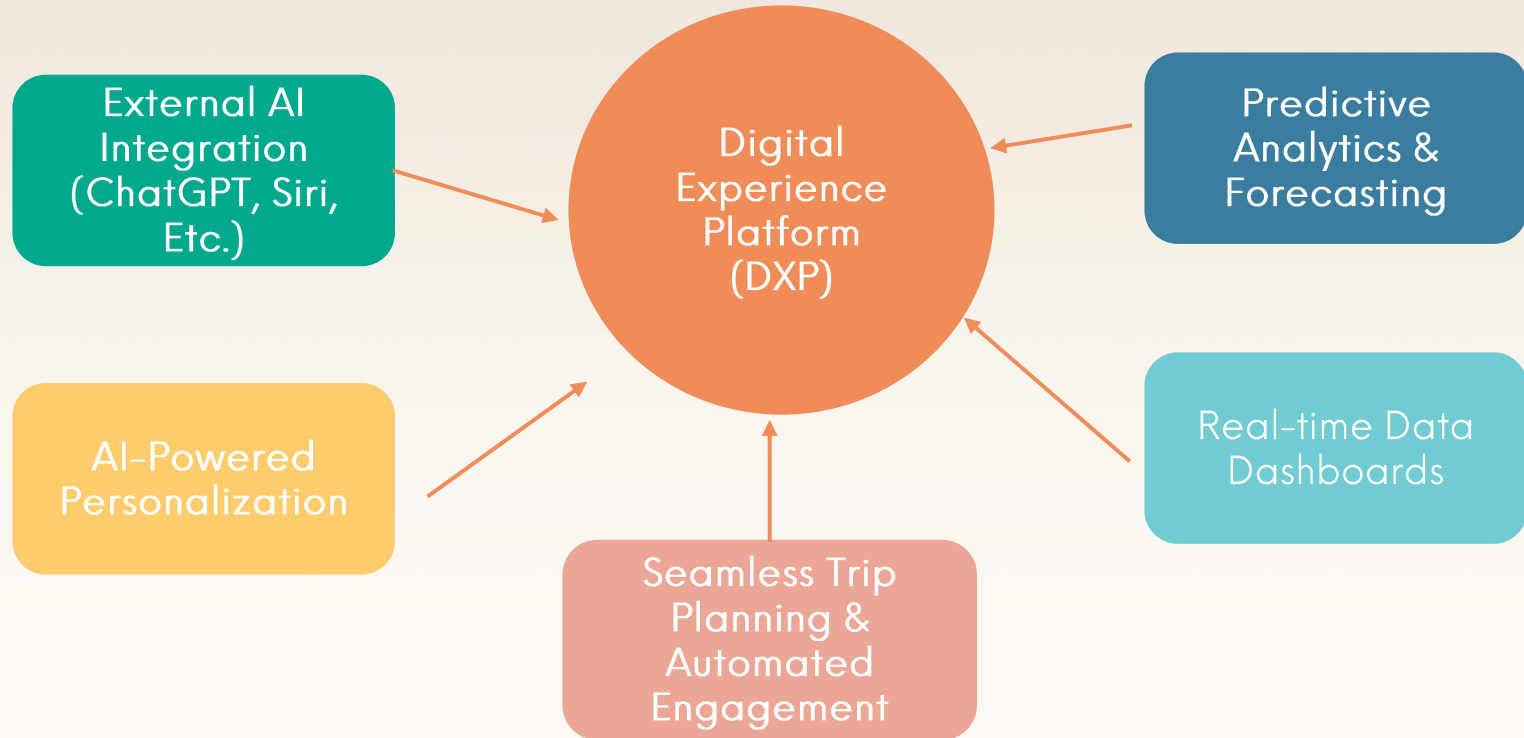 External AI
Integration
(ChatGPT, Siri,
Etc.)
Digital
Experience
Platform
(DXP)
Predictive
Analytics &
Forecasting
AI-Powered
Personalization
Real-time Data
Dashboards
Seamless Trip
Planning &
Automated
Engagement